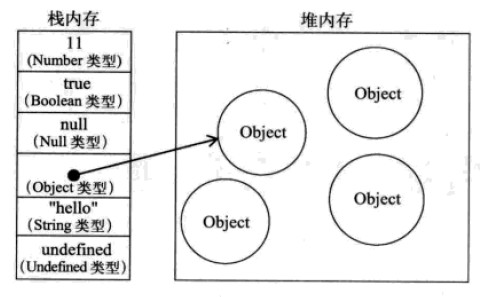 栈内存
堆内存
11
(Number 类型)
true
(Boolean 类型)
null
(Null 类型)
(Object 类型)
"hello"
(String 类型)
undefined
(Undefined 类型)
Object
Object
Object
Object